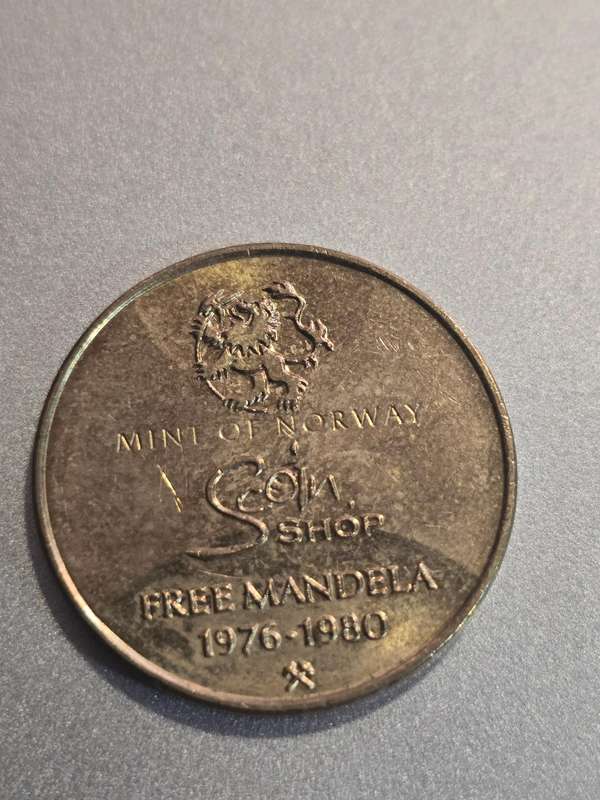 MINT OF NORWAY
Coin
SHOP
FREE MANDELA
1976-1980